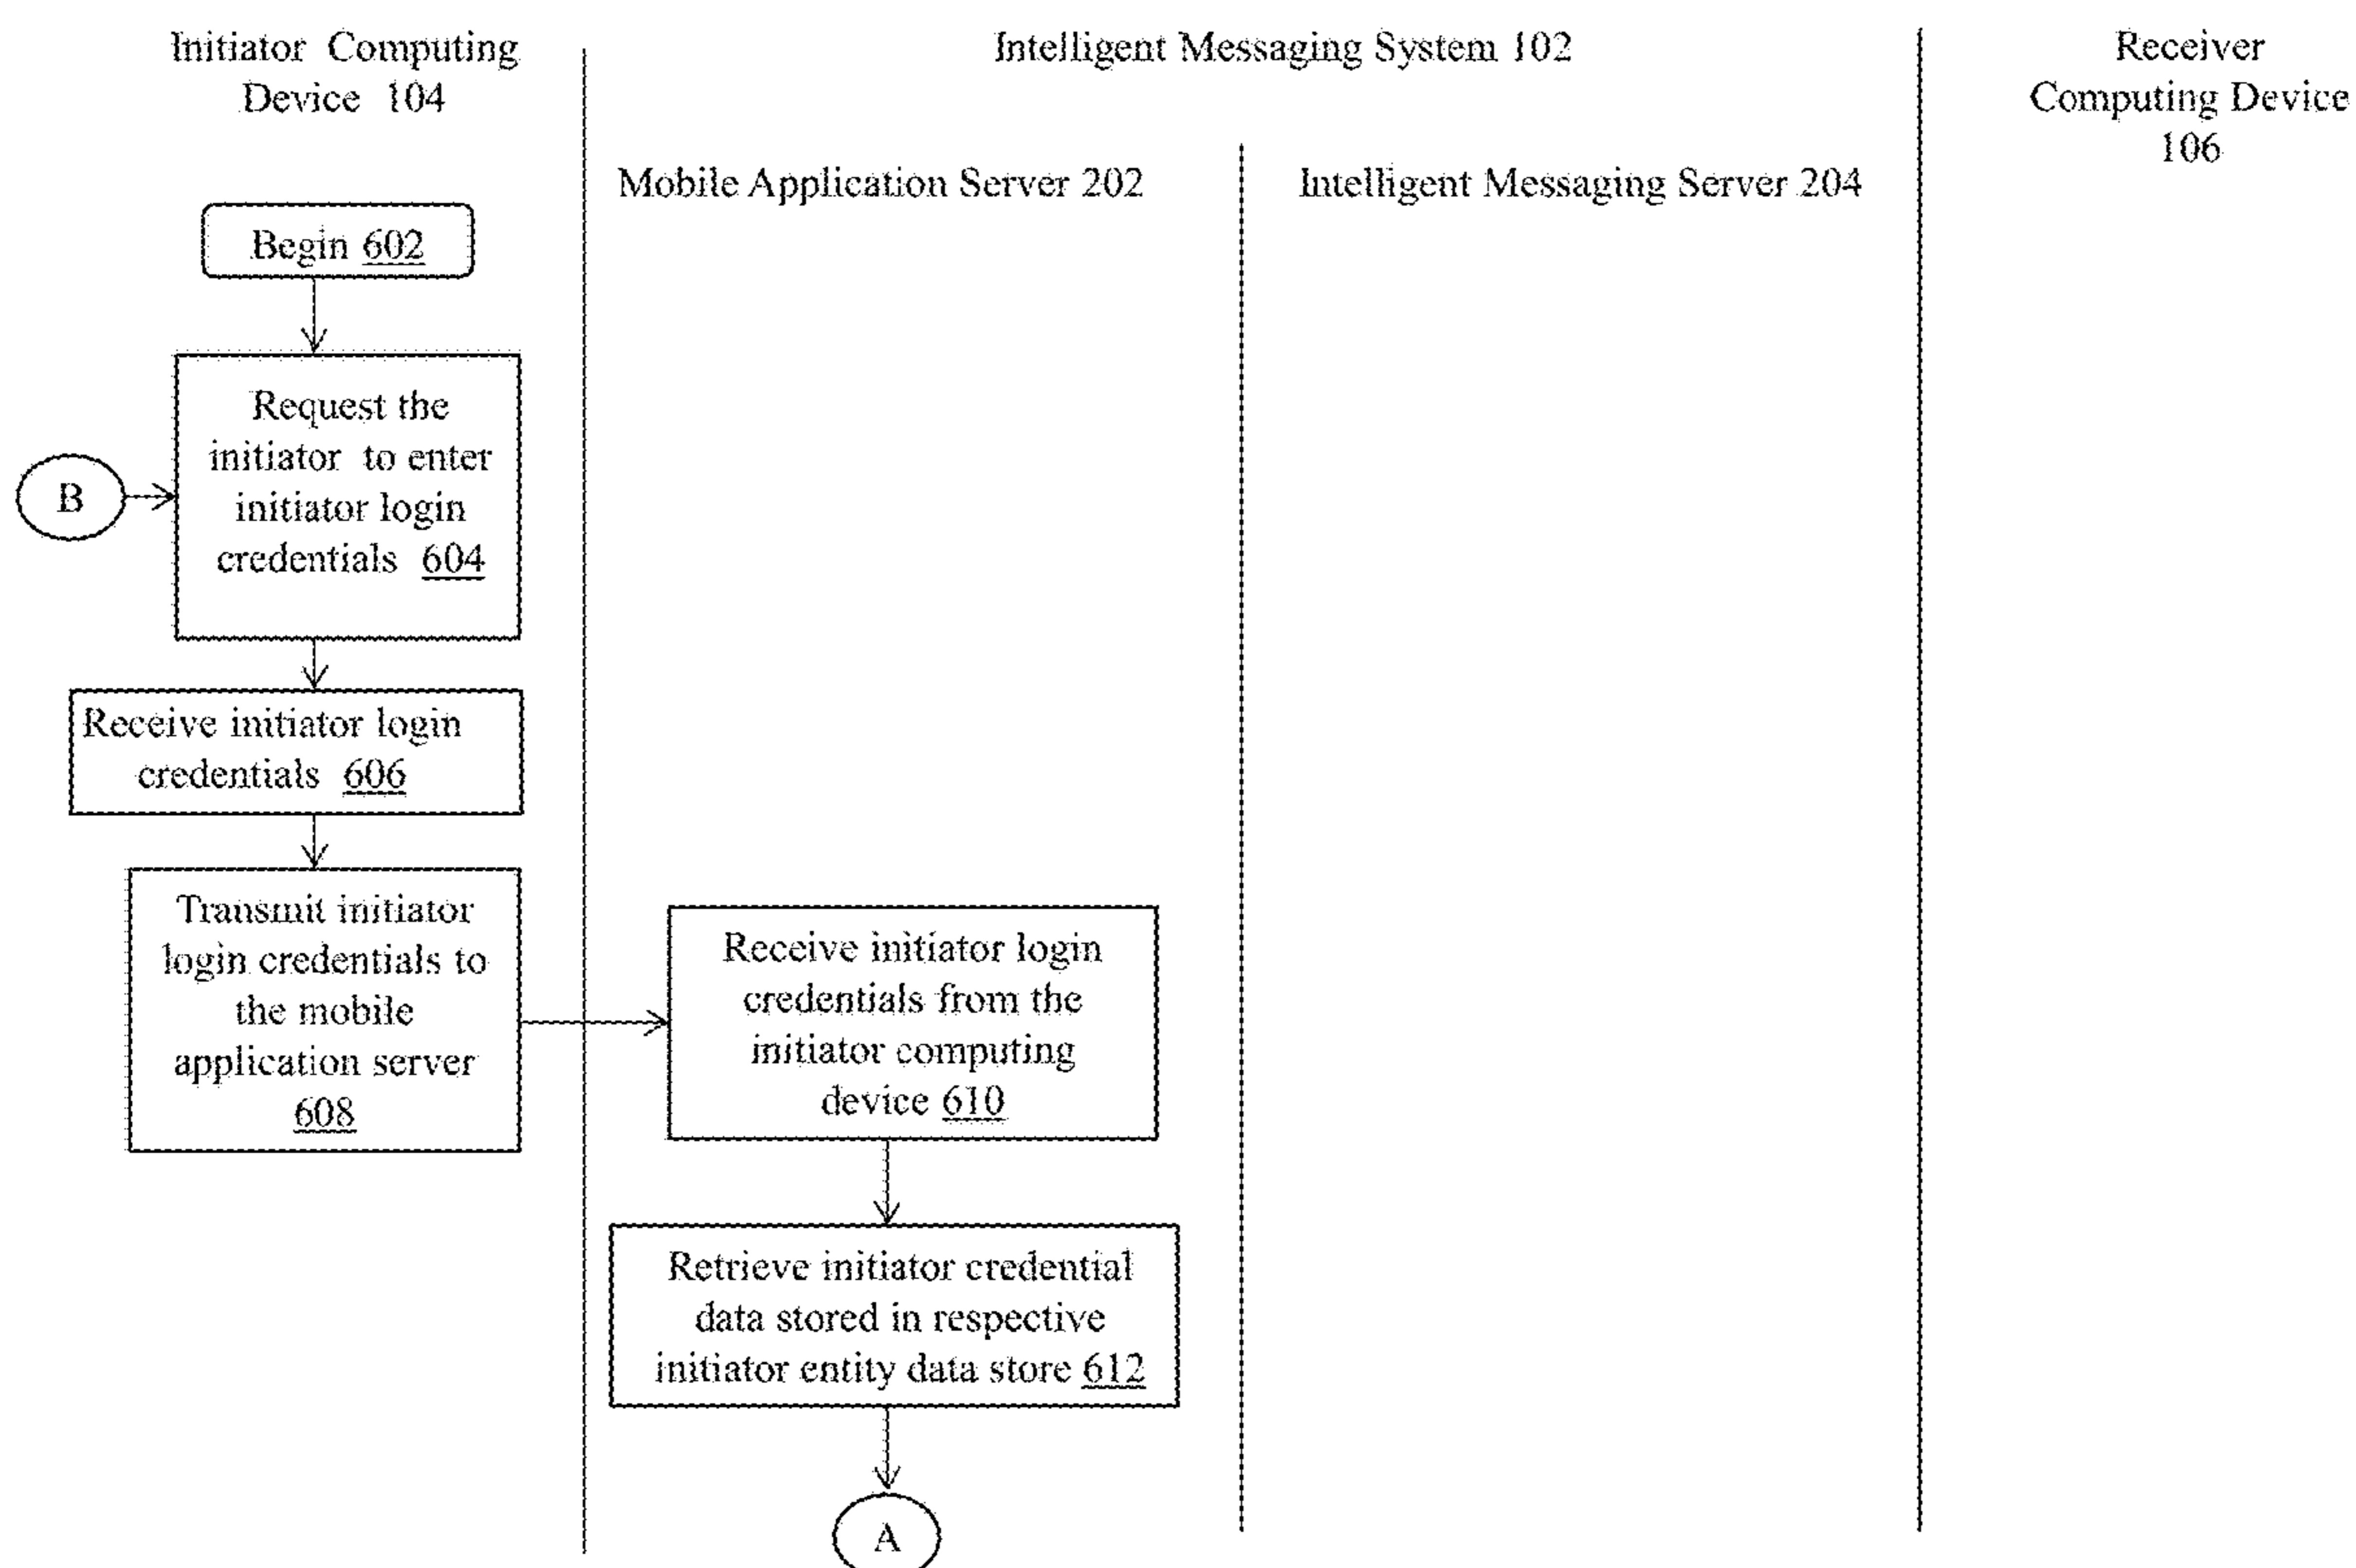 Initiator Computing
Device 104
Intelligent Messaging System 102
Receiver
Computing Device
106
Mobile Application Server 202
Intelligent Messaging Server 204
Begin 602
Request the
initiator to enter
initiator login
credentials 604
B
Receive initiator login
credentials 606
Transmit initiator
login credentials to
the mobile
application server
608
Receive initiator login
credentials from the
initiator computing
device 610
Retrieve initiator credential
data stored in respective
initiator entity data store 612
A